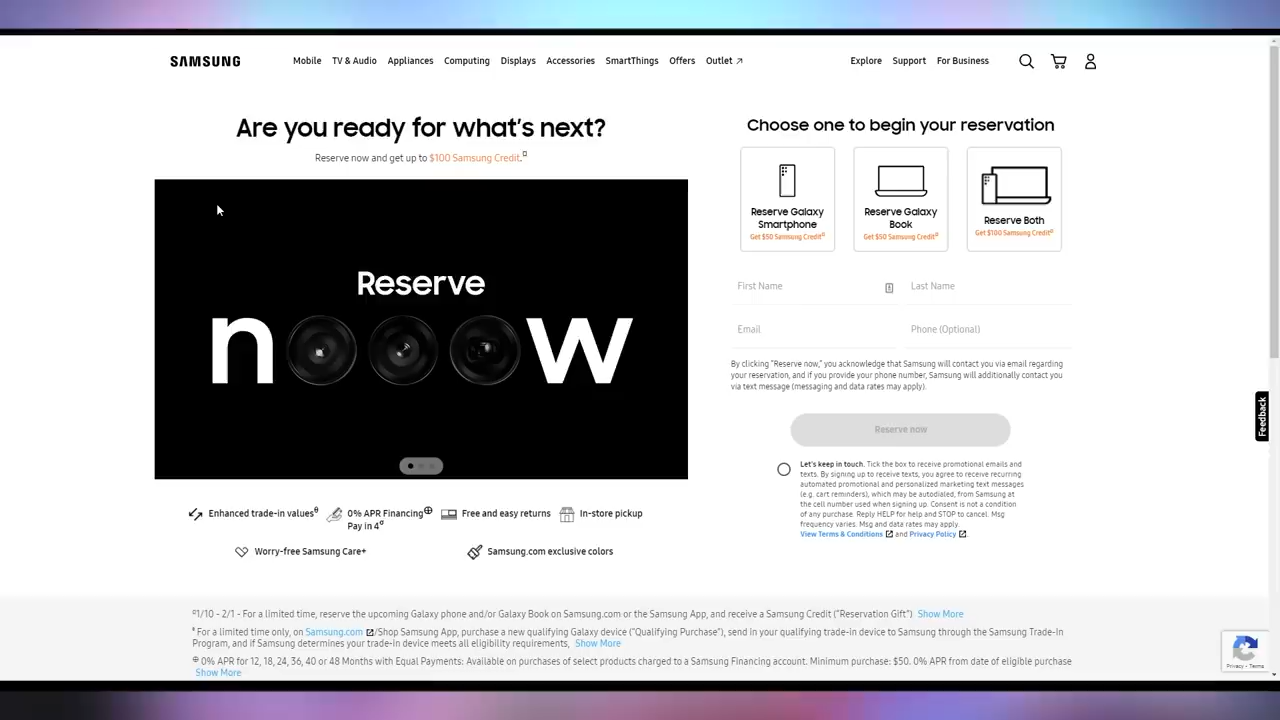 SAMSUNG
Mobile TV & Audio Appliances Computing Displays Accessories SmartThings Offers Outlet ↗
Explore Support For Business
Are you ready for what's next?
Reserve now and get up to $100 Samsung Credit.¤
Reserve
n w
Enhanced trade-in valuesθ
0% APR Financing⊕
Pay in 4σ
Free and easy returns
In-store pickup
Worry-free Samsung Care+
Samsung.com exclusive colors
Choose one to begin your reservation
Reserve Galaxy
Smartphone
Get $50 Samsung Credit¤
Reserve Galaxy
Book
Get $50 Samsung Credit¤
Reserve Both
Get $100 Samsung Credit¤
First Name
Last Name
Email
Phone (Optional)
By clicking "Reserve now," you acknowledge that Samsung will contact you via email regarding
your reservation, and if you provide your phone number, Samsung will additionally contact you
via text message (messaging and data rates may apply).
Reserve now
Let's keep in touch. Tick the box to receive promotional emails and
texts. By signing up to receive texts, you agree to receive recurring
automated promotional and personalized marketing text messages
(e.g. cart reminders), which may be autodialed, from Samsung at
the cell number used when signing up. Consent is not a condition
of any purchase. Reply HELP for help and STOP to cancel. Msg
frequency varies. Msg and data rates may apply.
View Terms & Conditions and Privacy Policy .
Feedback
¤1/10 - 2/1 - For a limited time, reserve the upcoming Galaxy phone and/or Galaxy Book on Samsung.com or the Samsung App, and receive a Samsung Credit ("Reservation Gift") Show More
For a limited time only, on Samsung.com /Shop Samsung App, purchase a new qualifying Galaxy device ("Qualifying Purchase"), send in your qualifying trade-in device to Samsung through the Samsung Trade-In
Program, and if Samsung determines your trade-in device meets all eligibility requirements, Show More
⊕ 0% APR for 12, 18, 24, 36, 40 or 48 Months with Equal Payments: Available on purchases of select products charged to a Samsung Financing account. Minimum purchase: $50. 0% APR from date of eligible purchase
Show More
Privacy - Terms